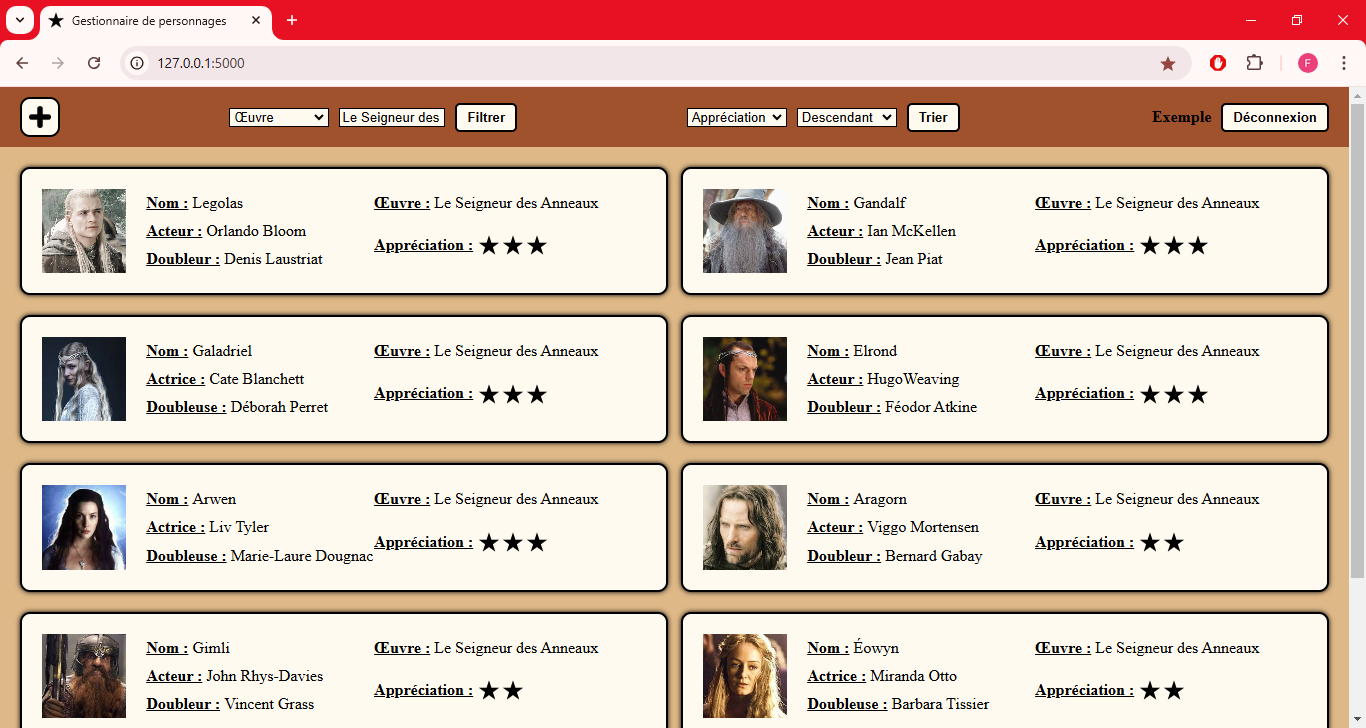 Gestionnaire de personnages
127.0.0.1:5000
F
Œuvre Le Seigneur des Filtrer Appréciation Descendant Trier Exemple Déconnexion
Nom : Legolas
Acteur : Orlando Bloom
Doubleur : Denis Laustriat
Œuvre : Le Seigneur des Anneaux
Appréciation : ★★★
Nom : Gandalf
Acteur : Ian McKellen
Doubleur : Jean Piat
Œuvre : Le Seigneur des Anneaux
Appréciation : ★★★
Nom : Galadriel
Actrice : Cate Blanchett
Doubleuse : Déborah Perret
Œuvre : Le Seigneur des Anneaux
Appréciation : ★★★
Nom : Elrond
Acteur : HugoWeaving
Doubleur : Féodor Atkine
Œuvre : Le Seigneur des Anneaux
Appréciation : ★★★
Nom : Arwen
Actrice : Liv Tyler
Doubleuse : Marie-Laure Dougnac
Œuvre : Le Seigneur des Anneaux
Appréciation : ★★★
Nom : Aragorn
Acteur : Viggo Mortensen
Doubleur : Bernard Gabay
Œuvre : Le Seigneur des Anneaux
Appréciation : ★★
Nom : Gimli
Acteur : John Rhys-Davies
Doubleur : Vincent Grass
Œuvre : Le Seigneur des Anneaux
Appréciation : ★★
Nom : Éowyn
Actrice : Miranda Otto
Doubleuse : Barbara Tissier
Œuvre : Le Seigneur des Anneaux
Appréciation : ★★